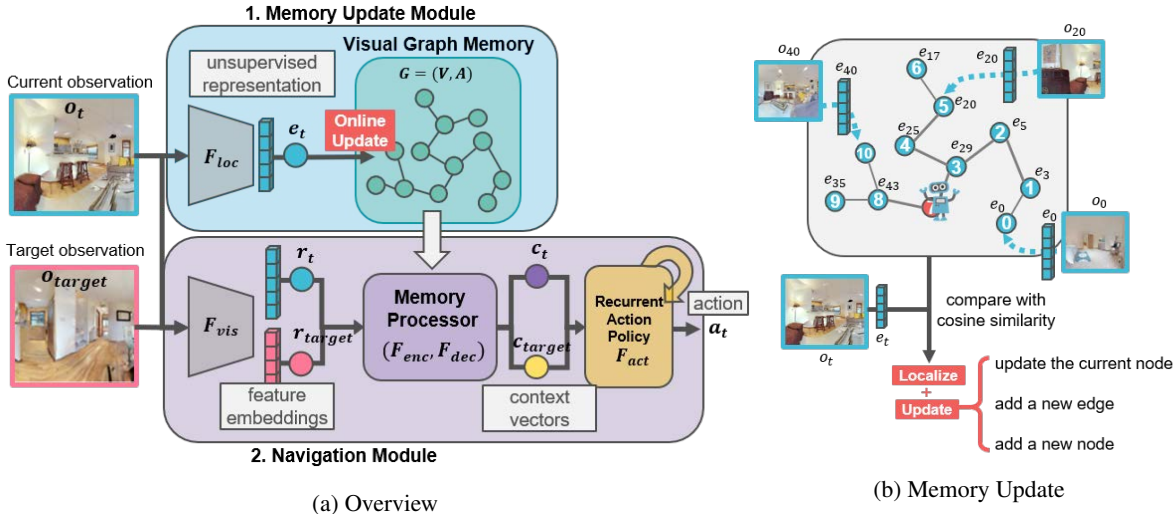 1. Memory Update Module
Visual Graph Memory
unsupervised
representation
G = (V, A)
Current observation
o_t
F_loc
e_t
Online
Update
Target observation
o_target
F_vis
r_t
r_target
feature
embeddings
Memory
Processor
(F_enc, F_dec)
c_t
c_target
context
vectors
Recurrent
Action
Policy
F_act
action
a_t
2. Navigation Module
(a) Overview
o_40
e_40
e_17
6
e_20
o_20
5
e_20
e_25
4
e_29
3
e_5
2
10
e_35
9
e_43
8
7
e_3
1
e_0
0
e_0
o_0
o_t
e_t
compare with
cosine similarity
Localize
+
Update
update the current node
add a new edge
add a new node
(b) Memory Update